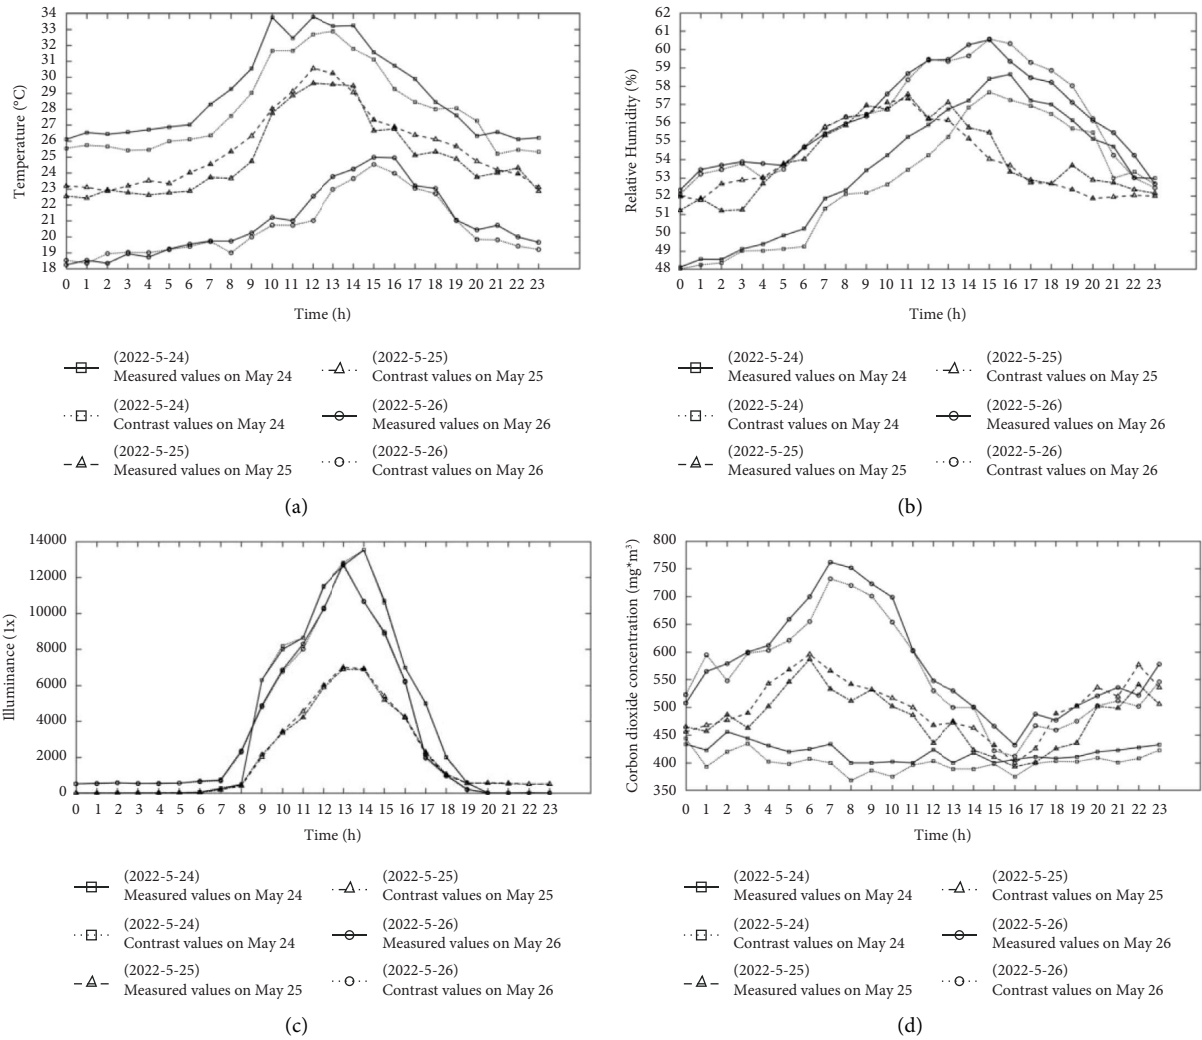 34
33
32
31
30
29
28
27
26
25
24
23
22
21
20
19
18
Temperature (°C)
0 1 2 3 4 5 6 7 8 9 10 11 12 13 14 15 16 17 18 19 20 21 22 23
Time (h)
(2022-5-24)
Measured values on May 24
(2022-5-24)
Contrast values on May 24
(2022-5-25)
Measured values on May 25
(2022-5-25)
Contrast values on May 25
(2022-5-26)
Measured values on May 26
(2022-5-26)
Contrast values on May 26
(a)
62
61
60
59
58
57
56
55
54
53
52
51
50
49
48
Relative Humidity (%)
0 1 2 3 4 5 6 7 8 9 10 11 12 13 14 15 16 17 18 19 20 21 22 23
Time (h)
(2022-5-24)
Measured values on May 24
(2022-5-24)
Contrast values on May 24
(2022-5-25)
Measured values on May 25
(2022-5-25)
Contrast values on May 25
(2022-5-26)
Measured values on May 26
(2022-5-26)
Contrast values on May 26
(b)
14000
12000
10000
8000
6000
4000
2000
0
Illuminance (1x)
0 1 2 3 4 5 6 7 8 9 10 11 12 13 14 15 16 17 18 19 20 21 22 23
Time (h)
(2022-5-24)
Measured values on May 24
(2022-5-24)
Contrast values on May 24
(2022-5-25)
Measured values on May 25
(2022-5-25)
Contrast values on May 25
(2022-5-26)
Measured values on May 26
(2022-5-26)
Contrast values on May 26
(c)
800
750
700
650
600
550
500
450
400
350
Corbon dioxide concentration (mg*m³)
0 1 2 3 4 5 6 7 8 9 10 11 12 13 14 15 16 17 18 19 20 21 22 23
Time (h)
(2022-5-24)
Measured values on May 24
(2022-5-24)
Contrast values on May 24
(2022-5-25)
Measured values on May 25
(2022-5-25)
Contrast values on May 25
(2022-5-26)
Measured values on May 26
(2022-5-26)
Contrast values on May 26
(d)